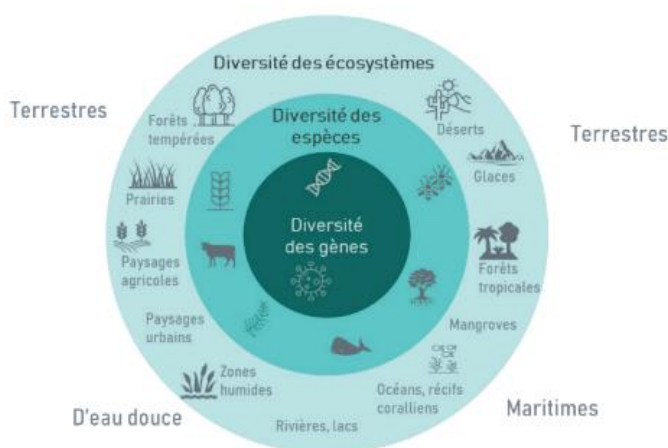 Diversité des écosystèmes
Terrestres
Terrestres
Forêts
tempérées
Diversité des
espèces
Déserts
Glaces
Prairies
Diversité
des gènes
Paysages
agricoles
Forêts
tropicales
Paysages
urbains
Mangroves
Zones
humides
Océans, récifs
coralliens
D'eau douce
Rivières, lacs
Maritimes